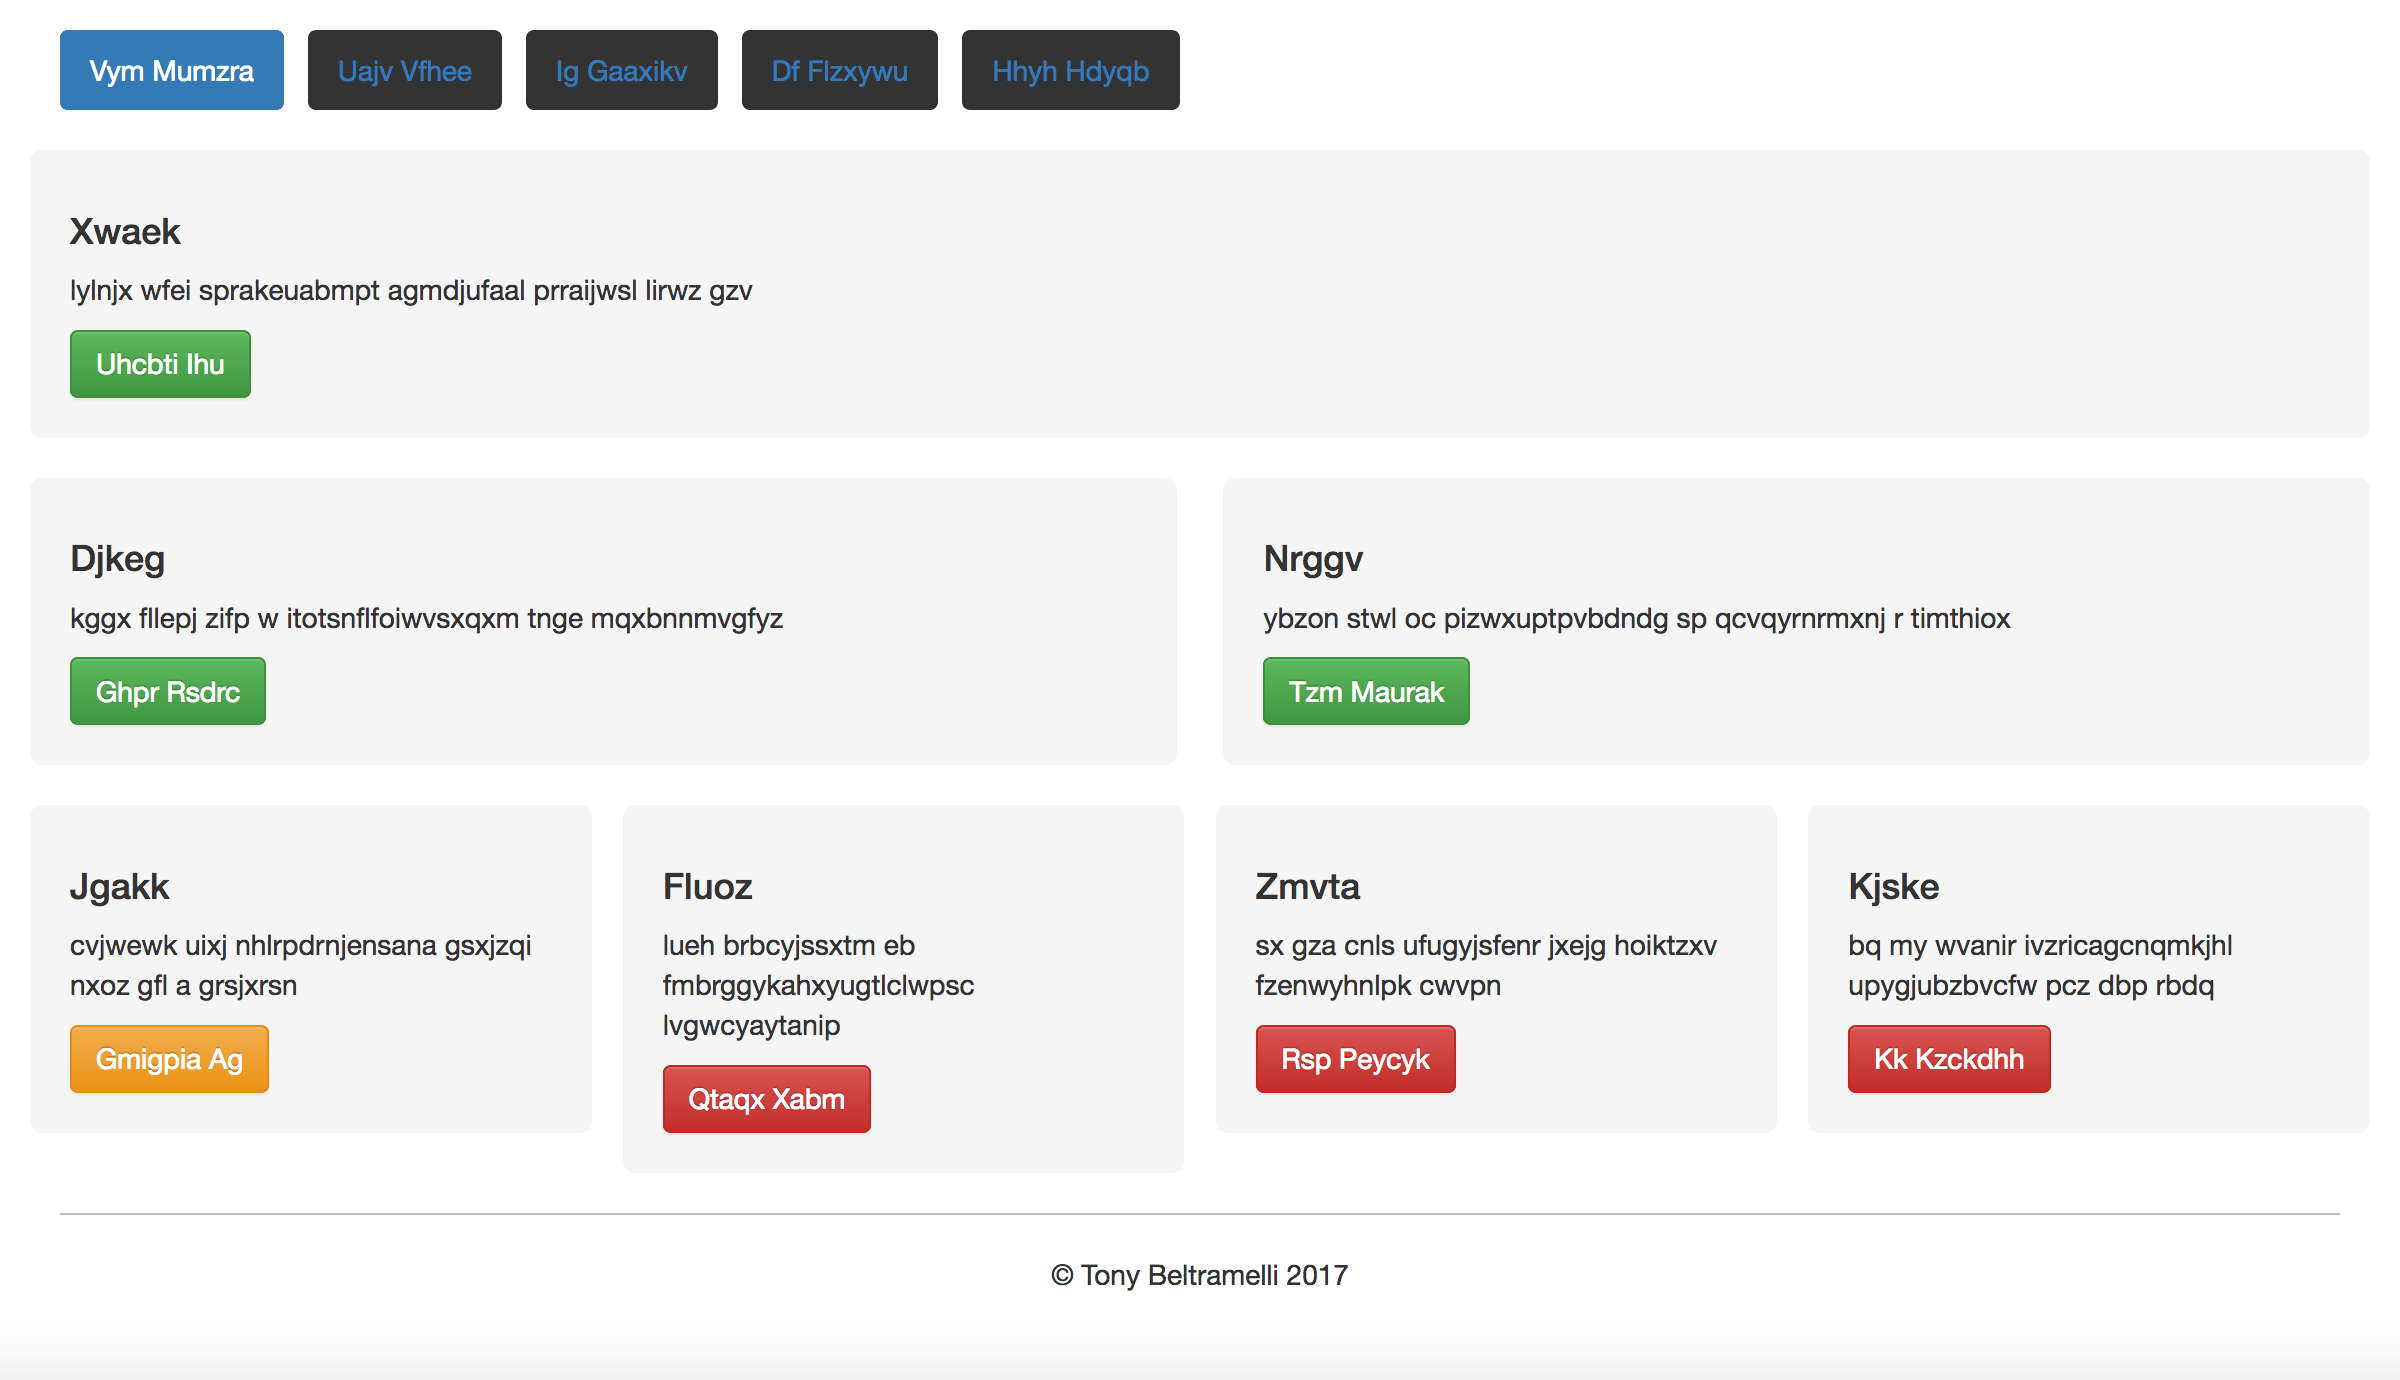 Vym Mumzra Uajv Vfhee Ig Gaaxikv Df Flzxywu Hhyh Hdyqb
Xwaek
lylnjx wfei sprakeuabmpt agmdjufaal prraijwsl lirwz gzv
Uhcbti Ihu
Djkeg
kggx fllepj zifp w itotsnflfoiwvsxqxm tnge mqxbnnmvgfyz
Ghpr Rsdrc
Nrggv
ybzon stwl oc pizwxuptpvbdndg sp qcvqyrnrmxnj r timthiox
Tzm Maurak
Jgakk
cvjwewk uixj nhlrpdrnjensana gsxjzqi
nxoz gfl a grsjxrsn
Gmigpia Ag
Fluoz
lueh brbcyjssxtm eb
fmbrggykahxyugtlclwpsc
lvgwcyaytanip
Qtaqx Xabm
Zmvta
sx gza cnls ufugyjsfenr jxejg hoiktzxv
fzenwyhnlpk cwvpn
Rsp Peycyk
Kjske
bq my wvanir ivzricagcnqmkjhl
upygjubzbvcfw pcz dbp rbdq
Kk Kzckdhh
© Tony Beltramelli 2017